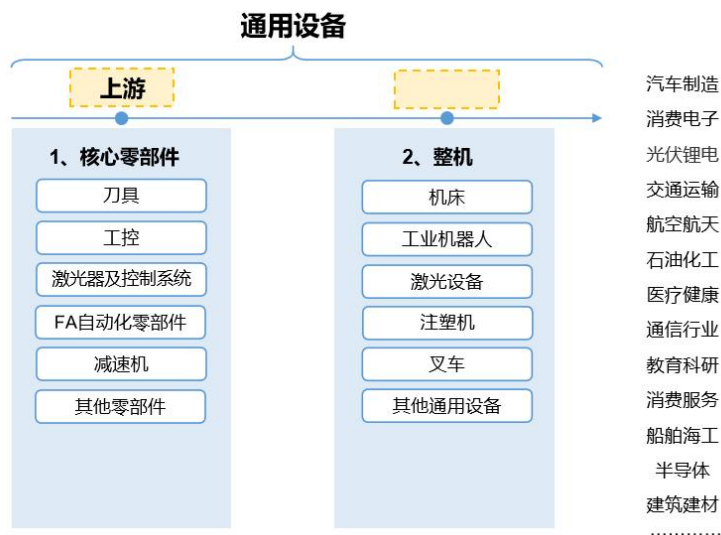 通用设备
上游
1、核心零部件
刀具
工控
激光器及控制系统
FA自动化零部件
减速机
其他零部件
2、整机
机床
工业机器人
激光设备
注塑机
叉车
其他通用设备
汽车制造
消费电子
光伏锂电
交通运输
航空航天
石油化工
医疗健康
通信行业
教育科研
消费服务
船舶海工
半导体
建筑建材
…………